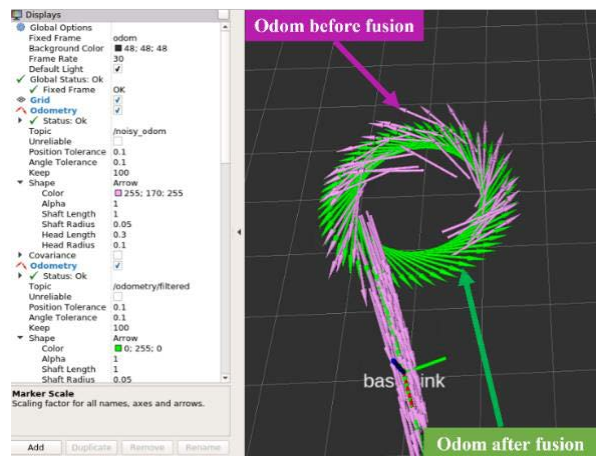 Displays
Global Options
Fixed Frame odom
Background Color 48; 48; 48
Frame Rate 30
Default Light ✓
✓ Global Status: Ok
✓ Fixed Frame OK
Grid ✓
Odometry ✓
✓ Status: Ok
Topic /noisy_odom
Unreliable
Position Tolerance 0.1
Angle Tolerance 0.1
Keep 100
Shape Arrow
Color 255; 170; 255
Alpha 1
Shaft Length 1
Shaft Radius 0.05
Head Length 0.3
Head Radius 0.1
Covariance
Odometry ✓
✓ Status: Ok
Topic /odometry/filtered
Unreliable
Position Tolerance 0.1
Angle Tolerance 0.1
Keep 100
Shape Arrow
Color 0; 255; 0
Alpha 1
Shaft Length 1
Shaft Radius 0.05
Marker Scale
Scaling factor for all names, axes and arrows.
Add Duplicate Remove Rename
Odom before fusion
bas ink
Odom after fusion